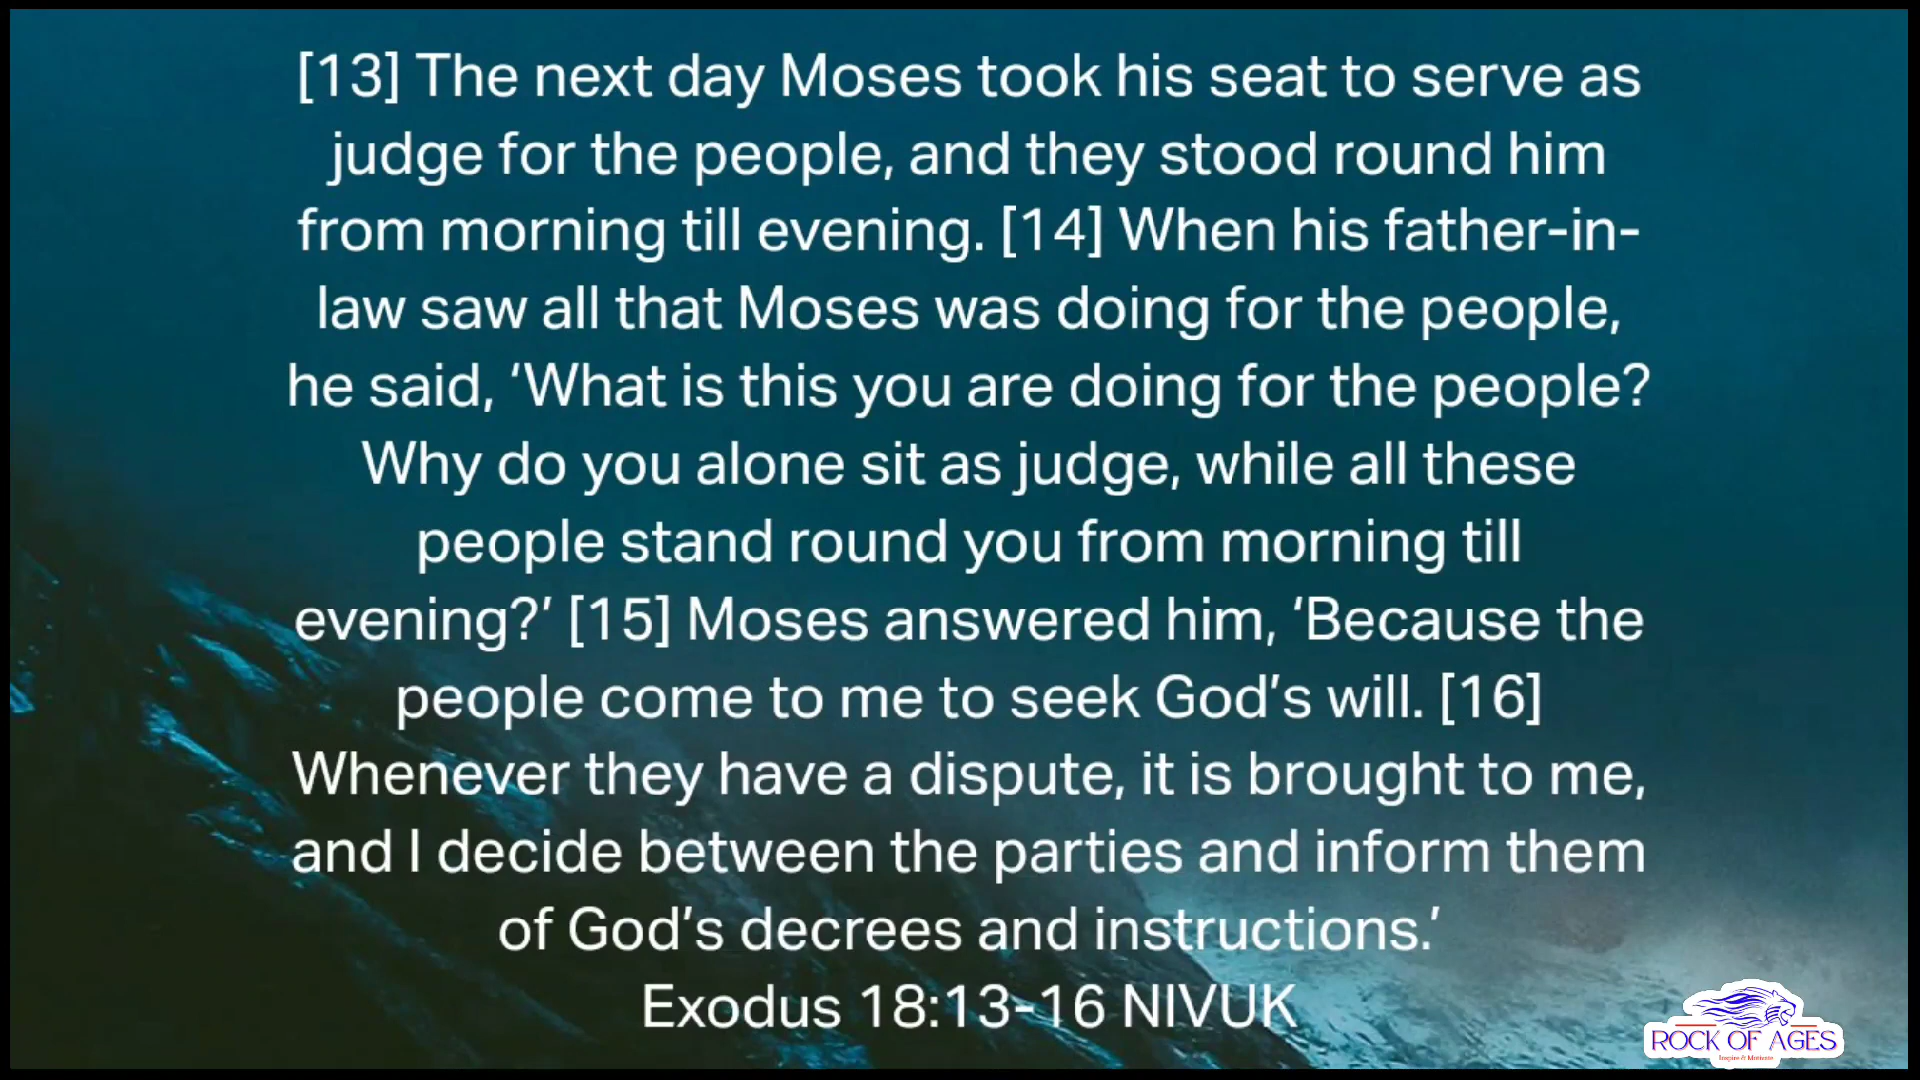 [13] The next day Moses took his seat to serve as
judge for the people, and they stood round him
from morning till evening. [14] When his father-in-
law saw all that Moses was doing for the people,
he said, ‘What is this you are doing for the people?
Why do you alone sit as judge, while all these
people stand round you from morning till
evening?’ [15] Moses answered him, ‘Because the
people come to me to seek God’s will. [16]
Whenever they have a dispute, it is brought to me,
and I decide between the parties and inform them
of God’s decrees and instructions.’
Exodus 18:13-16 NIVUK
ROCK OF AGES
Inspire & Motivate